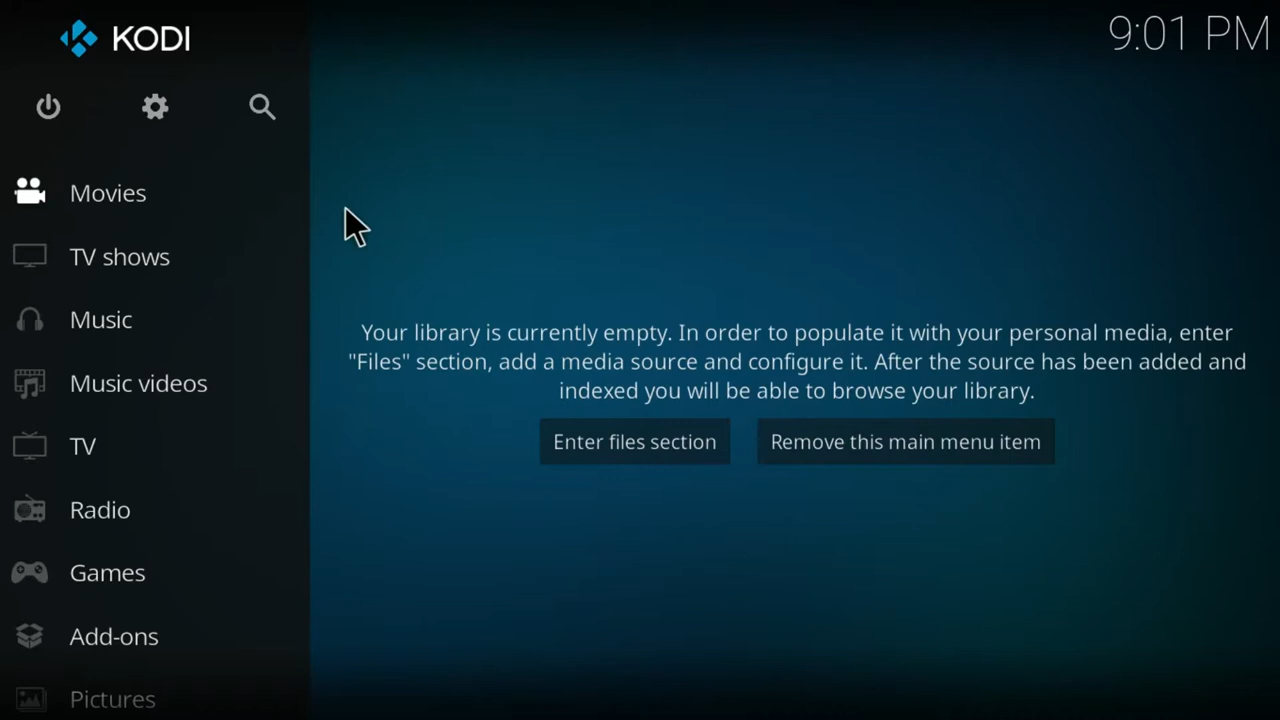 KODI
9:01 PM
Movies
TV shows
Music
Music videos
TV
Radio
Games
Add-ons
Pictures
Your library is currently empty. In order to populate it with your personal media, enter
"Files" section, add a media source and configure it. After the source has been added and
indexed you will be able to browse your library.
Enter files section
Remove this main menu item